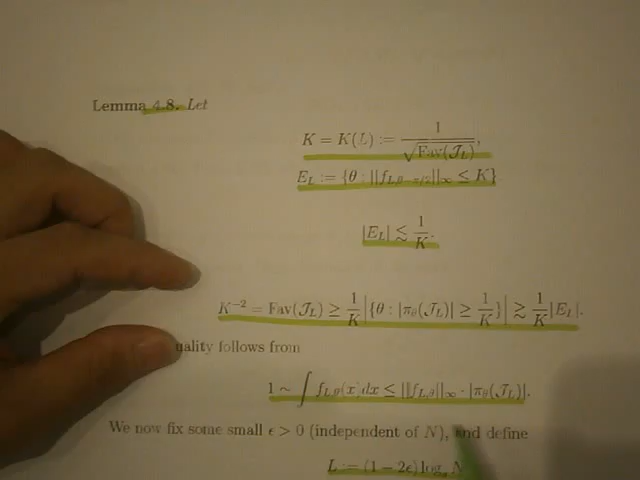 Lemma 4.8. Let
K = K(L) := 1/√Fav(𝒥_L),
E_L := {θ : ||f_{L,θ−π/2}||_∞ ≤ K}
|E_L| ≲ 1/K.
K^{−2} = Fav(𝒥_L) ≥ 1/K |{θ : |π_θ(𝒥_L)| ≥ 1/K}| ≳ 1/K |E_L|.
uality follows from
1 ∼ ∫ f_{L,θ}(x)dx ≤ ||f_{L,θ}||_∞ · |π_θ(𝒥_L)|.
We now fix some small ϵ > 0 (independent of N), and define
L := (1 − 2ϵ) log N